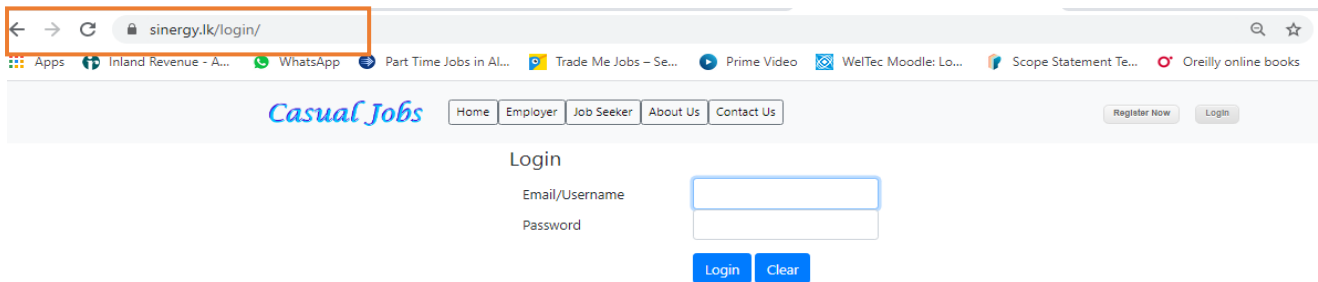 sinergy.lk/login/
Apps Inland Revenue - A... WhatsApp Part Time Jobs in Al... Trade Me Jobs – Se... Prime Video WelTec Moodle: Lo... Scope Statement Te... Oreilly online books
Casual Jobs Home Employer Job Seeker About Us Contact Us Register Now Login
Login
Email/Username
Password
Login Clear